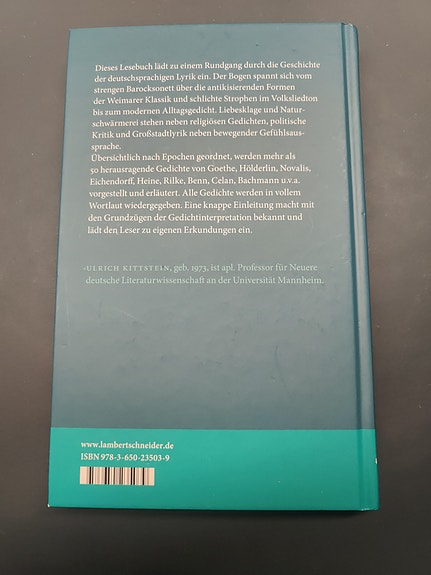 Dieses Lesebuch lädt zu einem Rundgang durch die Geschichte
der deutschsprachigen Lyrik ein. Der Bogen spannt sich vom
strengen Barocksonett über die antikisierenden Formen
der Weimarer Klassik und schlichte Strophen im Volksliedton
bis zum modernen Alltagsgedicht. Liebesklage und Natur-
schwärmerei stehen neben religiösen Gedichten, politische
Kritik und Großstadtlyrik neben bewegender Gefühlsaus-
sprache.
Übersichtlich nach Epochen geordnet, werden mehr als
50 herausragende Gedichte von Goethe, Hölderlin, Novalis,
Eichendorff, Heine, Rilke, Benn, Celan, Bachmann u.v.a.
vorgestellt und erläutert. Alle Gedichte werden in vollem
Wortlaut wiedergegeben. Eine knappe Einleitung macht mit
den Grundzügen der Gedichtinterpretation bekannt und
lädt den Leser zu eigenen Erkundungen ein.
ULRICH KITTSTEIN, geb. 1973, ist apl. Professor für Neuere
deutsche Literaturwissenschaft an der Universität Mannheim.
www.lambertschneider.de
ISBN 978-3-650-23503-9